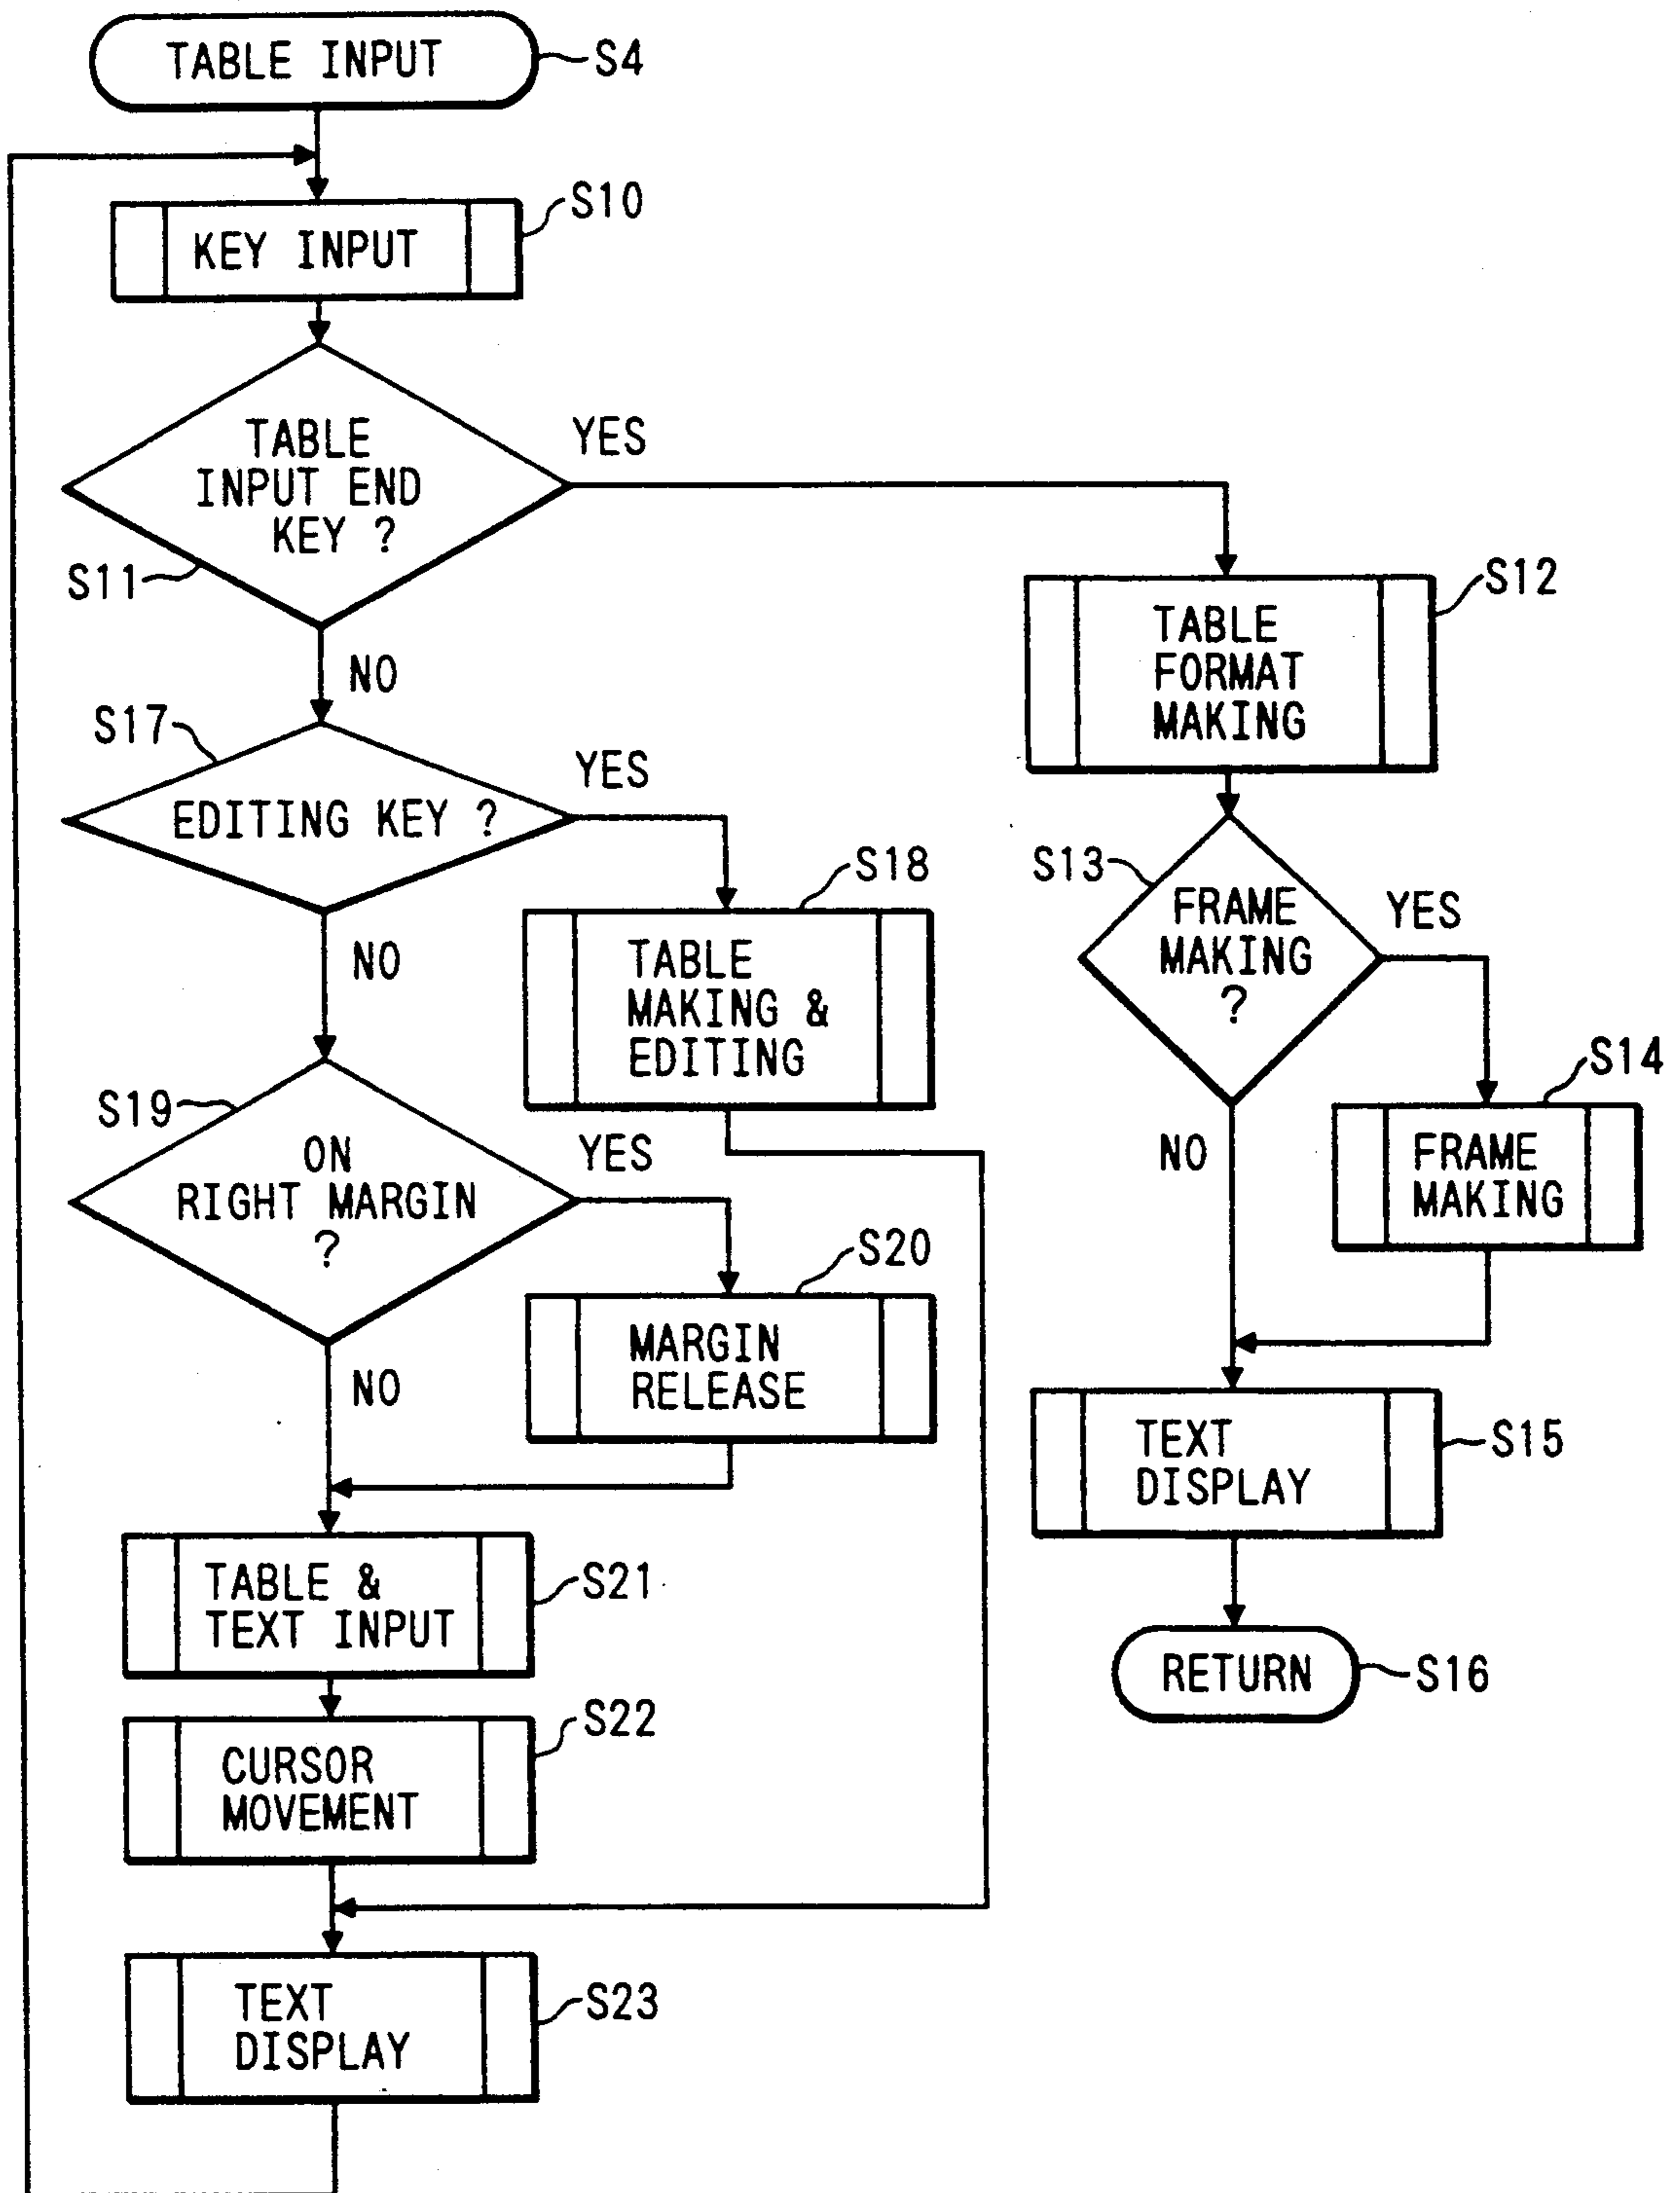 TABLE INPUT
S4
S10
KEY INPUT
TABLE
INPUT END
KEY ?
YES
S11
NO
S12
TABLE
FORMAT
MAKING
S17
EDITING KEY ?
YES
NO
S18
TABLE
MAKING &
EDITING
S13
FRAME
MAKING
?
YES
NO
S14
FRAME
MAKING
S19
ON
RIGHT MARGIN
?
YES
NO
S20
MARGIN
RELEASE
TEXT
DISPLAY
S15
TABLE &
TEXT INPUT
S21
RETURN
S16
CURSOR
MOVEMENT
S22
TEXT
DISPLAY
S23